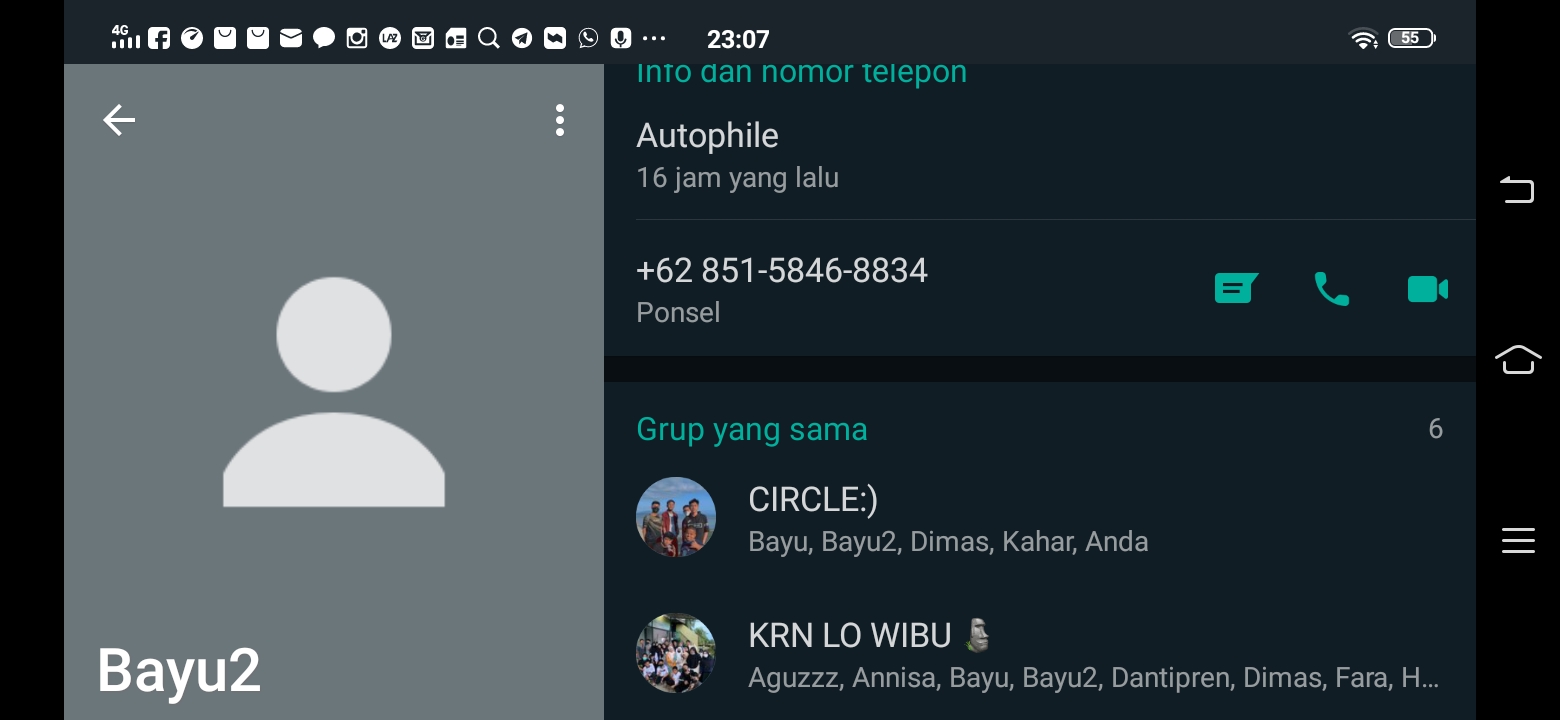 4G
LAZ
23:07
55
Info dan nomor telepon
Autophile
16 jam yang lalu
+62 851-5846-8834
Ponsel
Grup yang sama
6
CIRCLE:)
Bayu, Bayu2, Dimas, Kahar, Anda
KRN LO WIBU 🗿
Aguzzz, Annisa, Bayu, Bayu2, Dantipren, Dimas, Fara, H...
Bayu2